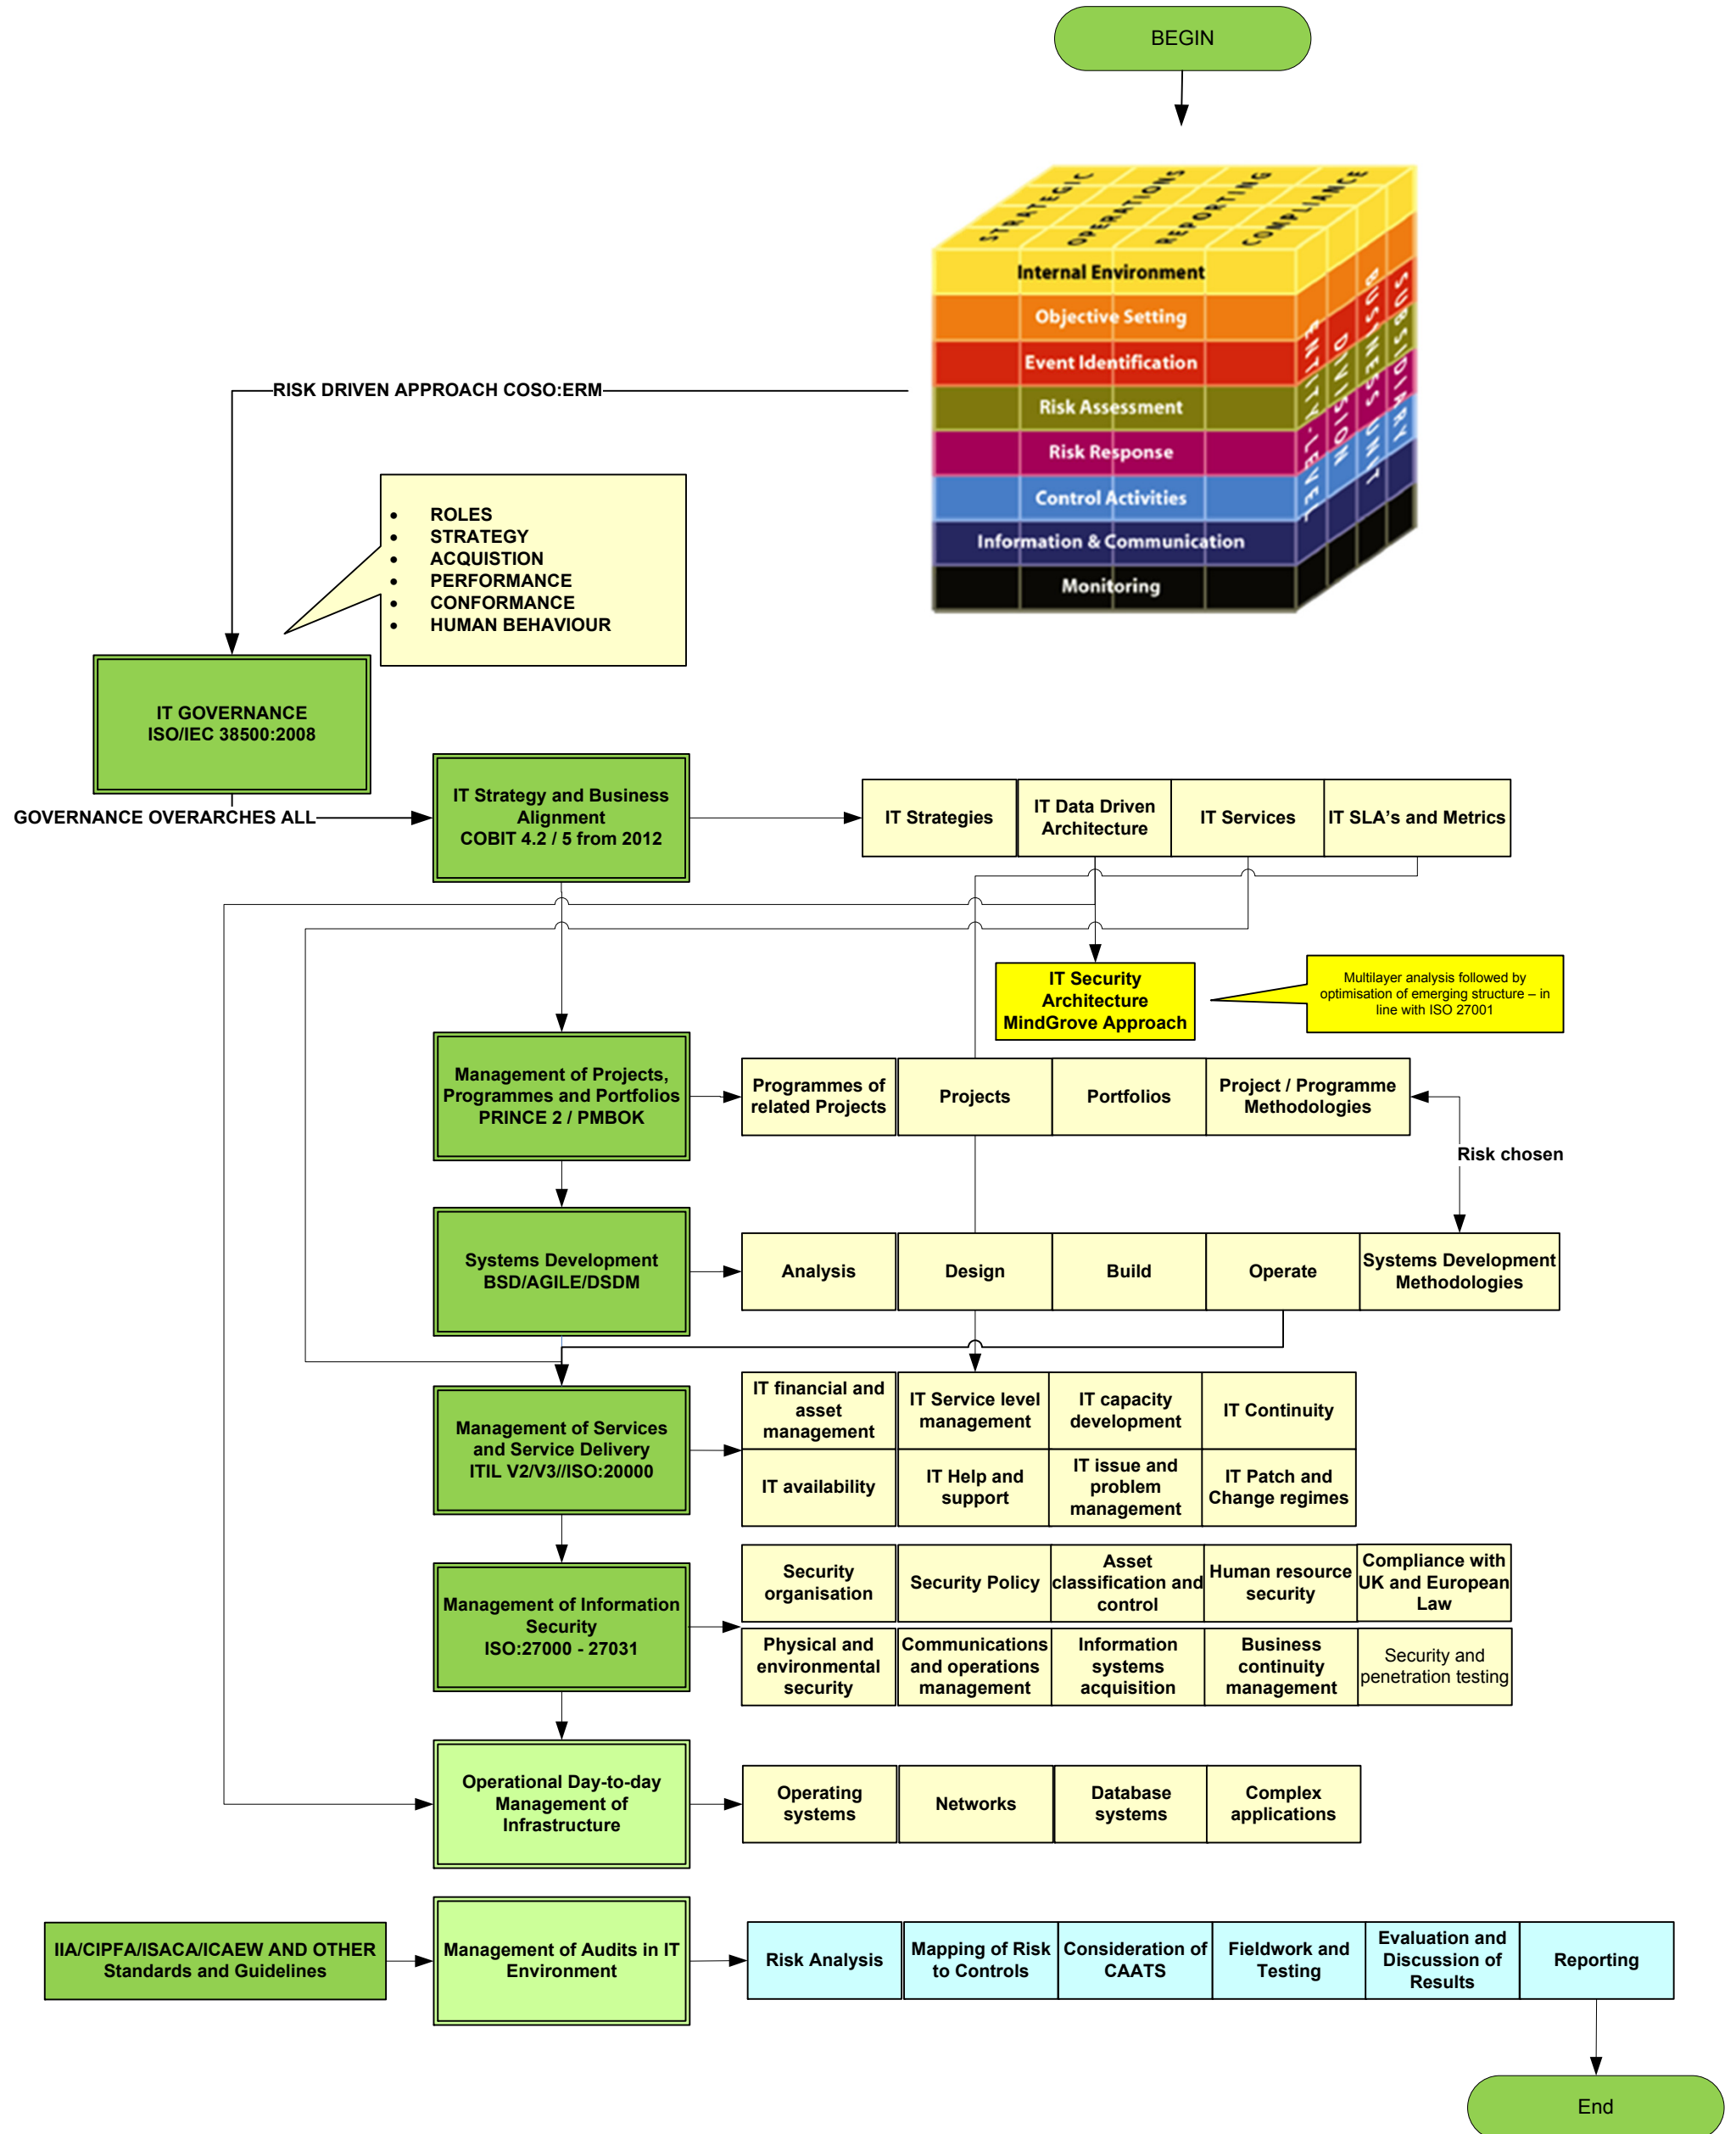 BEGIN
STRATEGIC
OPERATIONS
REPORTING
COMPLIANCE
Internal Environment
Objective Setting
Event Identification
Risk Assessment
Risk Response
Control Activities
Information & Communication
Monitoring
ENTITY-LEVEL
DIVISION
BUSINESS UNIT
SUBSIDIARY
RISK DRIVEN APPROACH COSO:ERM
• ROLES
• STRATEGY
• ACQUISTION
• PERFORMANCE
• CONFORMANCE
• HUMAN BEHAVIOUR
IT GOVERNANCE
ISO/IEC 38500:2008
GOVERNANCE OVERARCHES ALL
IT Strategy and Business
Alignment
COBIT 4.2 / 5 from 2012
IT Strategies
IT Data Driven
Architecture
IT Services
IT SLA's and Metrics
IT Security
Architecture
MindGrove Approach
Multilayer analysis followed by
optimisation of emerging structure – in
line with ISO 27001
Management of Projects,
Programmes and Portfolios
PRINCE 2 / PMBOK
Programmes of
related Projects
Projects
Portfolios
Project / Programme
Methodologies
Risk chosen
Systems Development
BSD/AGILE/DSDM
Analysis
Design
Build
Operate
Systems Development
Methodologies
Management of Services
and Service Delivery
ITIL V2/V3//ISO:20000
IT financial and
asset
management
IT Service level
management
IT capacity
development
IT Continuity
IT availability
IT Help and
support
IT issue and
problem
management
IT Patch and
Change regimes
Management of Information
Security
ISO:27000 - 27031
Security
organisation
Security Policy
Asset
classification and
control
Human resource
security
Compliance with
UK and European
Law
Physical and
environmental
security
Communications
and operations
management
Information
systems
acquisition
Business
continuity
management
Security and
penetration testing
Operational Day-to-day
Management of
Infrastructure
Operating
systems
Networks
Database
systems
Complex
applications
IIA/CIPFA/ISACA/ICAEW AND OTHER
Standards and Guidelines
Management of Audits in IT
Environment
Risk Analysis
Mapping of Risk
to Controls
Consideration of
CAATS
Fieldwork and
Testing
Evaluation and
Discussion of
Results
Reporting
End